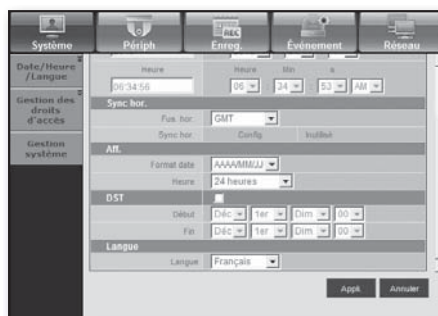 Système Périph Enreg. Événement Réseau
REC
Date/Heure
/Langue
Gestion des
droits
d'accès
Gestion
système
Heure Heure Min s
06:34:56 06 : 34 : 53 AM
Sync hor.
Fus. hor. GMT
Sync hor. Config Inutilisé
Aff.
Format date AAAA/MM/JJ
Heure 24 heures
DST
Début Déc 1er Dim 00
Fin Déc 1er Dim 00
Langue
Langue Français
Appl. Annuler